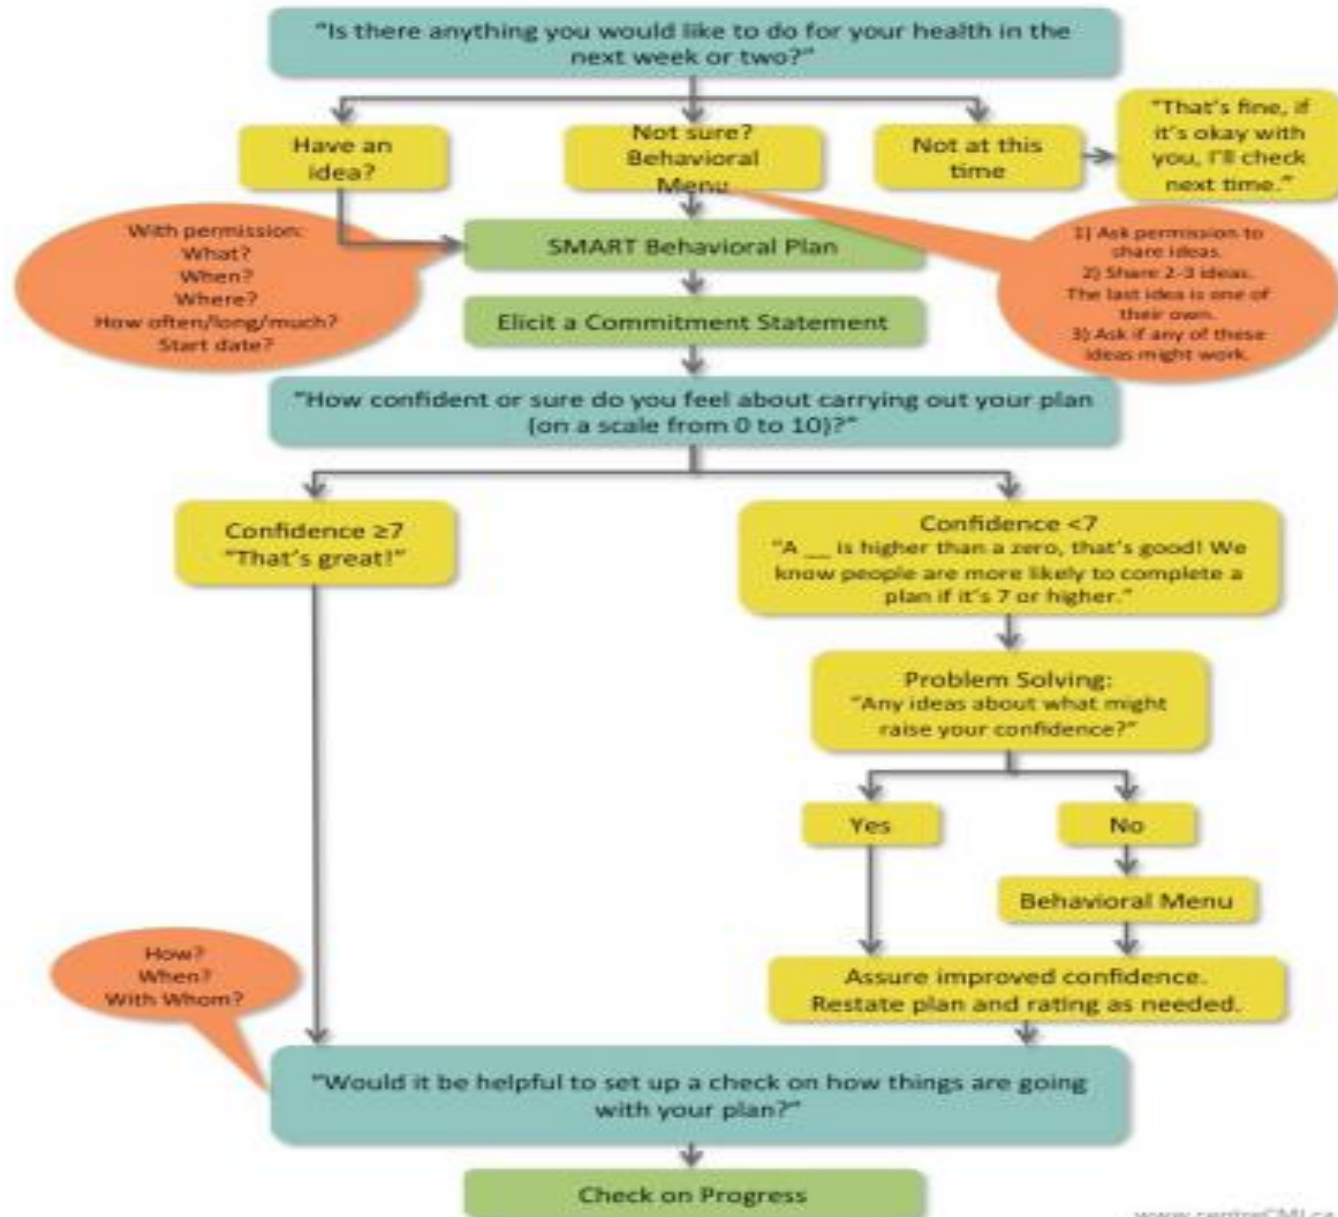 "Is there anything you would like to do for your health in the
next week or two?"
Have an
idea?
Not sure?
Behavioral
Menu
Not at this
time
"That's fine, if
it's okay with
you, I'll check
next time."
With permission:
What?
When?
Where?
How often/long/much?
Start date?
SMART Behavioral Plan
1) Ask permission to
share ideas.
2) Share 2-3 ideas.
The last idea is one of
their own.
3) Ask if any of these
ideas might work.
Elicit a Commitment Statement
"How confident or sure do you feel about carrying out your plan
(on a scale from 0 to 10)?"
Confidence ≥7
"That's great!"
Confidence <7
"A __ is higher than a zero, that's good! We
know people are more likely to complete a
plan if it's 7 or higher."
Problem Solving:
"Any ideas about what might
raise your confidence?"
Yes
No
Behavioral Menu
Assure improved confidence.
Restate plan and rating as needed.
How?
When?
With Whom?
"Would it be helpful to set up a check on how things are going
with your plan?"
Check on Progress